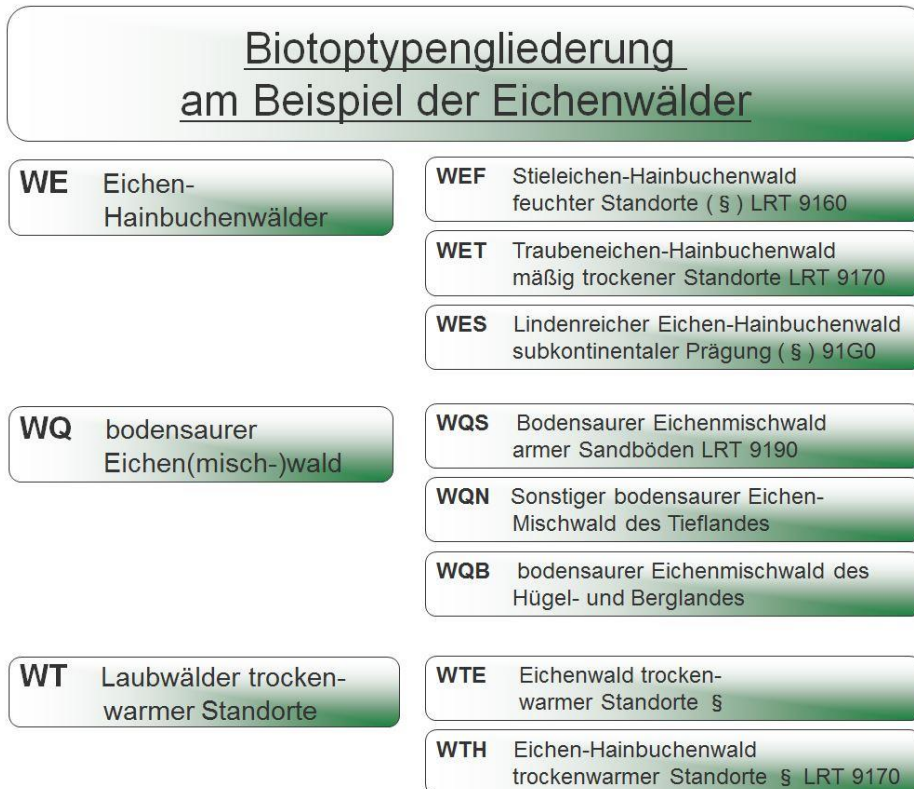 Biotoptypengliederung
am Beispiel der Eichenwälder
WE Eichen-
Hainbuchenwälder
WEF Stieleichen-Hainbuchenwald
feuchter Standorte ( § ) LRT 9160
WET Traubeneichen-Hainbuchenwald
mäßig trockener Standorte LRT 9170
WES Lindenreicher Eichen-Hainbuchenwald
subkontinentaler Prägung ( § ) 91G0
WQ bodensaurer
Eichen(misch-)wald
WQS Bodensaurer Eichenmischwald
armer Sandböden LRT 9190
WQN Sonstiger bodensaurer Eichen-
Mischwald des Tieflandes
WQB bodensaurer Eichenmischwald des
Hügel- und Berglandes
WT Laubwälder trocken-
warmer Standorte
WTE Eichenwald trocken-
warmer Standorte §
WTH Eichen-Hainbuchenwald
trockenwarmer Standorte § LRT 9170